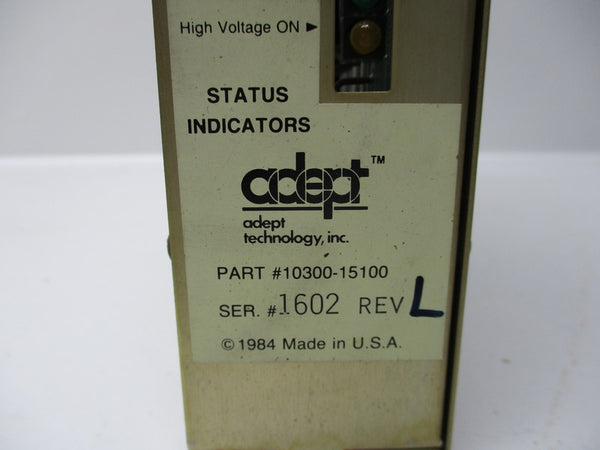 High Voltage ON ►
STATUS
INDICATORS
adept™
adept
technology, inc.
PART #10300-15100
SER. #1602 REV L
© 1984 Made in U.S.A.